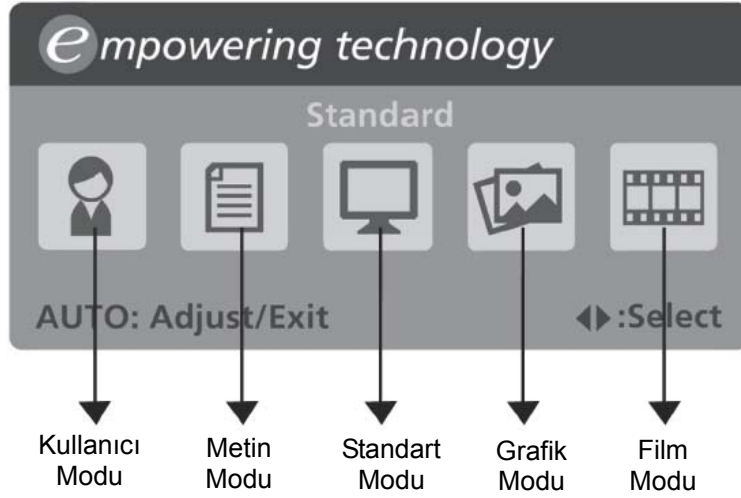 empowering technology
Standard
AUTO: Adjust/Exit :Select
Kullanıcı Modu
Metin Modu
Standart Modu
Grafik Modu
Film Modu